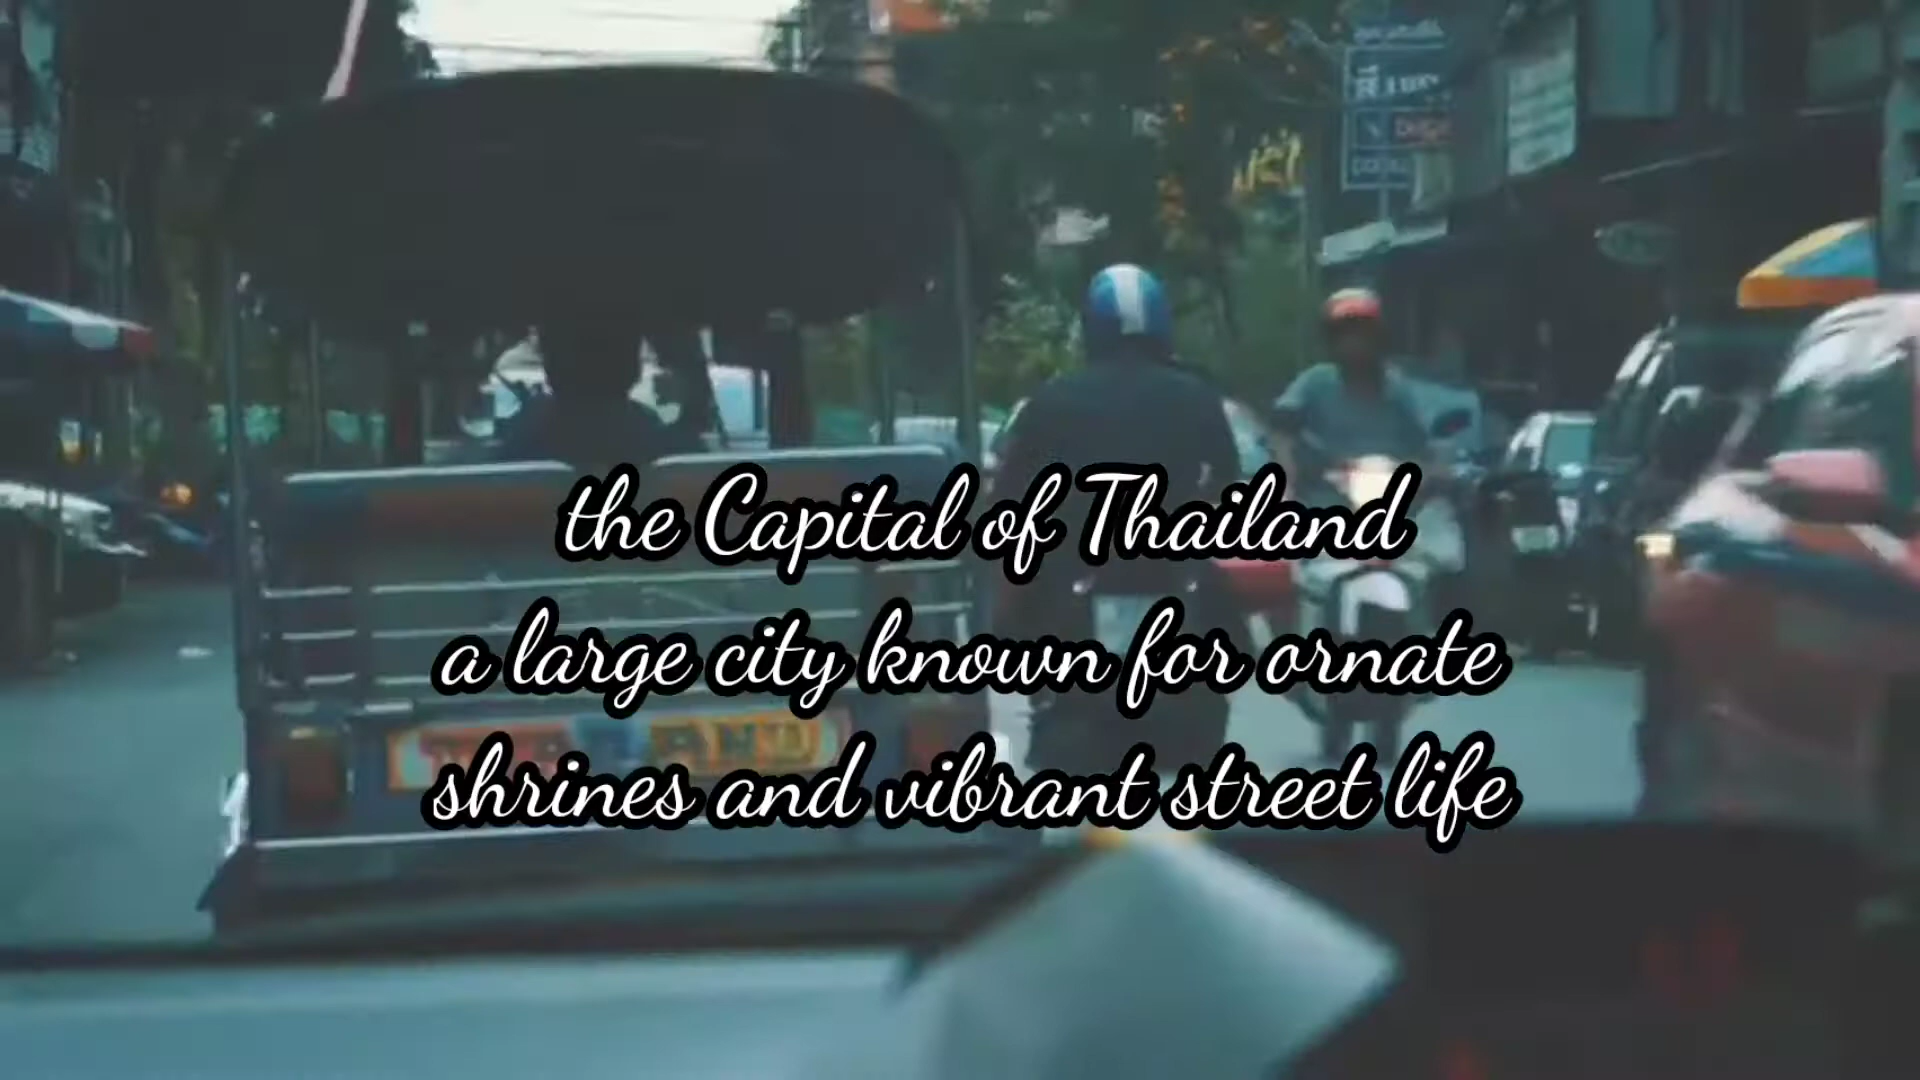 the Capital of Thailand
a large city known for ornate
shrines and vibrant street life